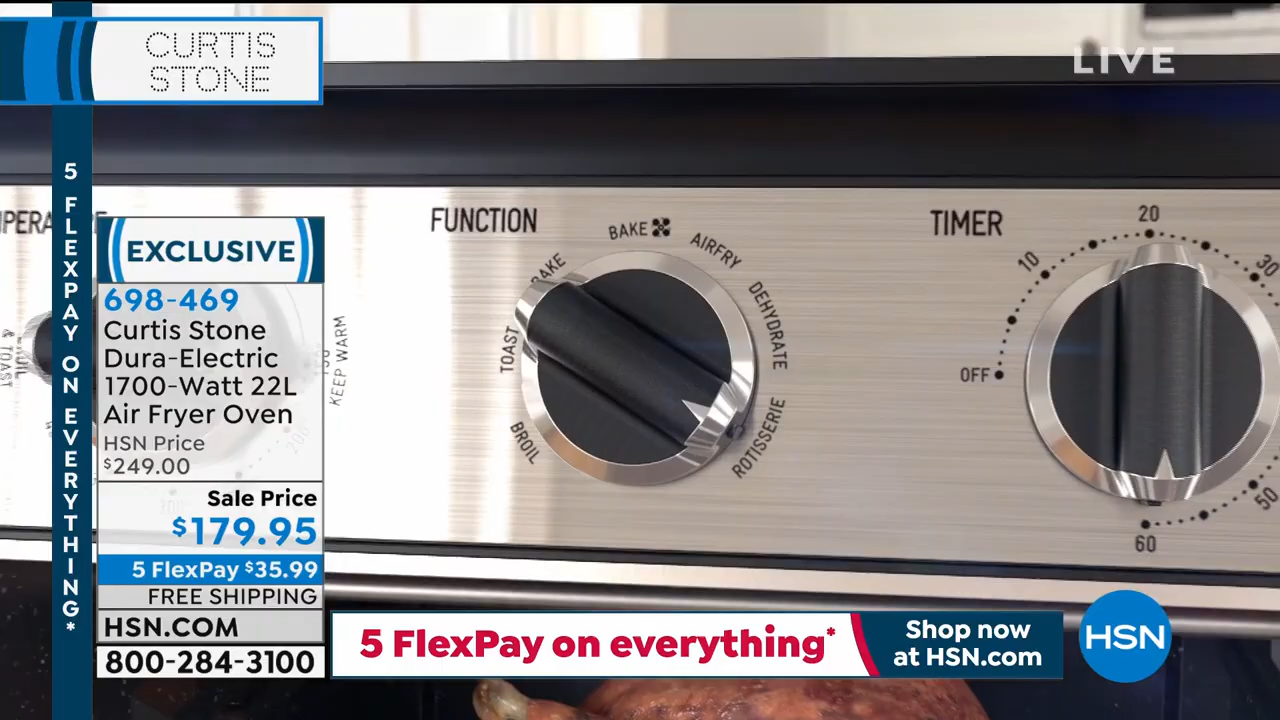 CURTIS
STONE
LIVE
5 FLEXPAY ON EVERYTHING*
EXCLUSIVE
698-469
Curtis Stone
Dura-Electric
1700-Watt 22L
Air Fryer Oven
HSN Price
$249.00
Sale Price
$179.95
5 FlexPay $35.99
FREE SHIPPING
HSN.COM
800-284-3100
KEEP WARM
& TOAST
FUNCTION
BROIL
TOAST
BAKE
BAKE
AIRFRY
DEHYDRATE
ROTISSERIE
TIMER
OFF
10
20
30
50
60
5 FlexPay on everything*
Shop now
at HSN.com
HSN